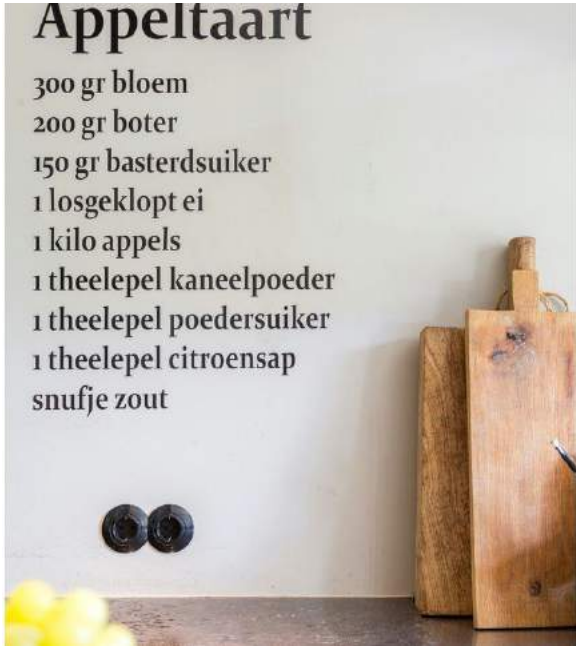 Appeltaart
300 gr bloem
200 gr boter
150 gr basterdsuiker
1 losgeklopt ei
1 kilo appels
1 theelepel kaneelpoeder
1 theelepel poedersuiker
1 theelepel citroensap
snufje zout